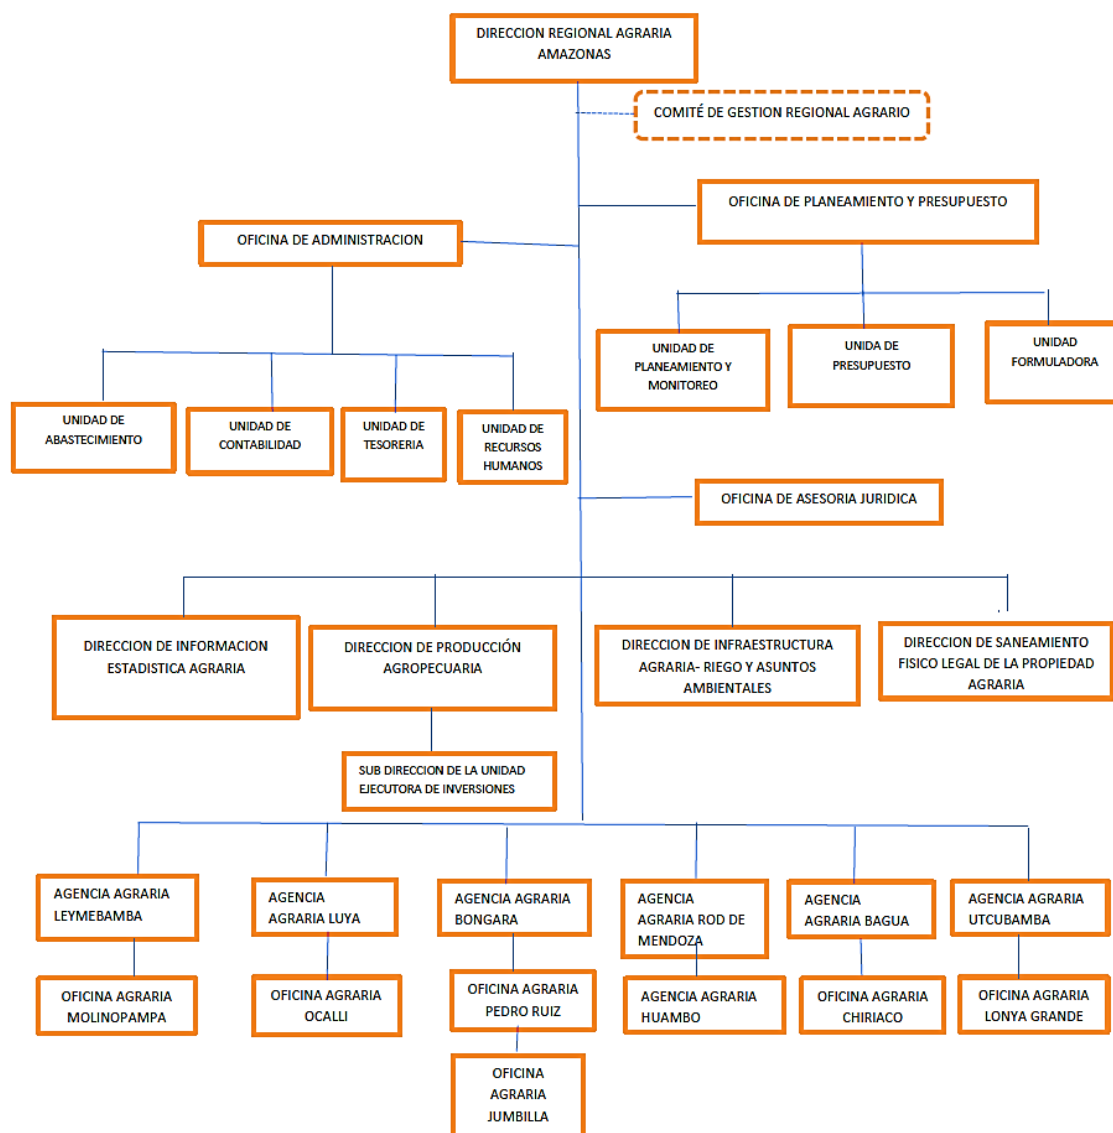 DIRECCION REGIONAL AGRARIA
AMAZONAS
COMITÉ DE GESTION REGIONAL AGRARIO
OFICINA DE PLANEAMIENTO Y PRESUPUESTO
OFICINA DE ADMINISTRACION
UNIDAD DE
PLANEAMIENTO Y
MONITOREO
UNIDA DE
PRESUPUESTO
UNIDAD
FORMULADORA
UNIDAD DE
ABASTECIMIENTO
UNIDAD DE
CONTABILIDAD
UNIDAD DE
TESORERIA
UNIDAD DE
RECURSOS
HUMANOS
OFICINA DE ASESORIA JURIDICA
DIRECCION DE INFORMACION
ESTADISTICA AGRARIA
DIRECCION DE PRODUCCIÓN
AGROPECUARIA
DIRECCION DE INFRAESTRUCTURA
AGRARIA- RIEGO Y ASUNTOS
AMBIENTALES
DIRECCION DE SANEAMIENTO
FISICO LEGAL DE LA PROPIEDAD
AGRARIA
SUB DIRECCION DE LA UNIDAD
EJECUTORA DE INVERSIONES
AGENCIA AGRARIA
LEYMEBAMBA
AGENCIA
AGRARIA LUYA
AGENCIA AGRARIA
BONGARA
AGENCIA
AGRARIA ROD DE
MENDOZA
AGENCIA
AGRARIA BAGUA
AGENCIA AGRARIA
UTCUBAMBA
OFICINA AGRARIA
MOLINOPAMPA
OFICINA AGRARIA
OCALLI
OFICINA AGRARIA
PEDRO RUIZ
AGENCIA AGRARIA
HUAMBO
OFICINA AGRARIA
CHIRIACO
OFICINA AGRARIA
LONYA GRANDE
OFICINA
AGRARIA
JUMBILLA